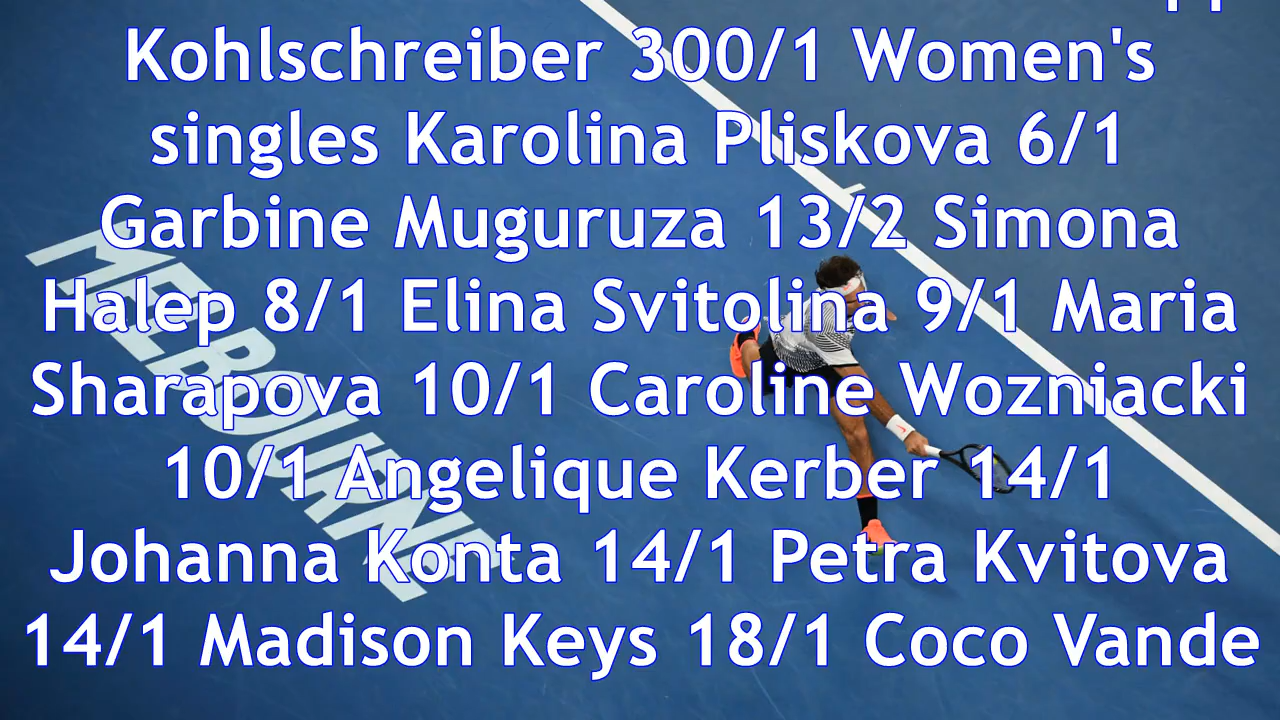 Kohlschreiber 300/1 Women's
singles Karolina Pliskova 6/1
Garbine Muguruza 13/2 Simona
Halep 8/1 Elina Svitolina 9/1 Maria
Sharapova 10/1 Caroline Wozniacki
10/1 Angelique Kerber 14/1
Johanna Konta 14/1 Petra Kvitova
14/1 Madison Keys 18/1 Coco Vande
MELBOURNE